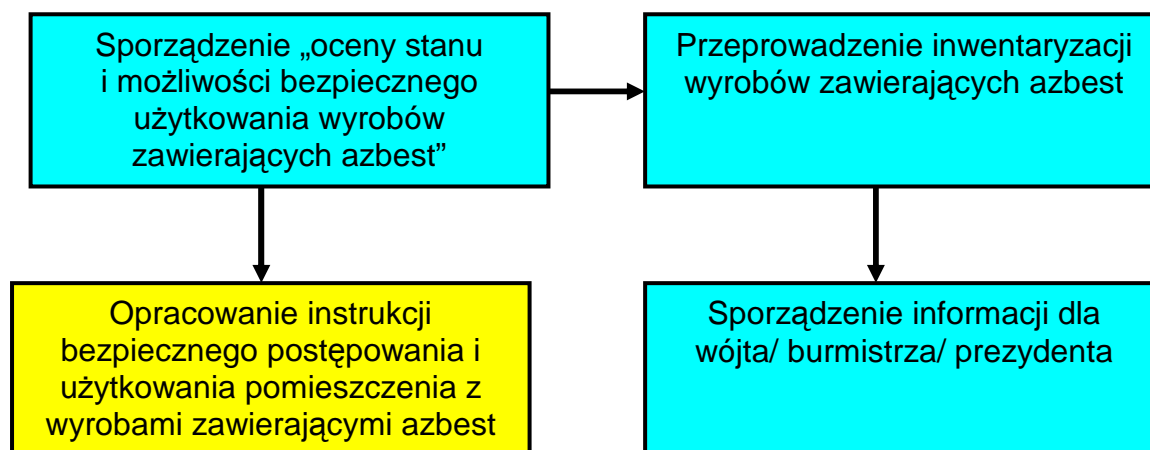 Sporządzenie „oceny stanu
i możliwości bezpiecznego
użytkowania wyrobów
zawierających azbest”
Przeprowadzenie inwentaryzacji
wyrobów zawierających azbest
Opracowanie instrukcji
bezpiecznego postępowania i
użytkowania pomieszczenia z
wyrobami zawierającymi azbest
Sporządzenie informacji dla
wójta/ burmistrza/ prezydenta